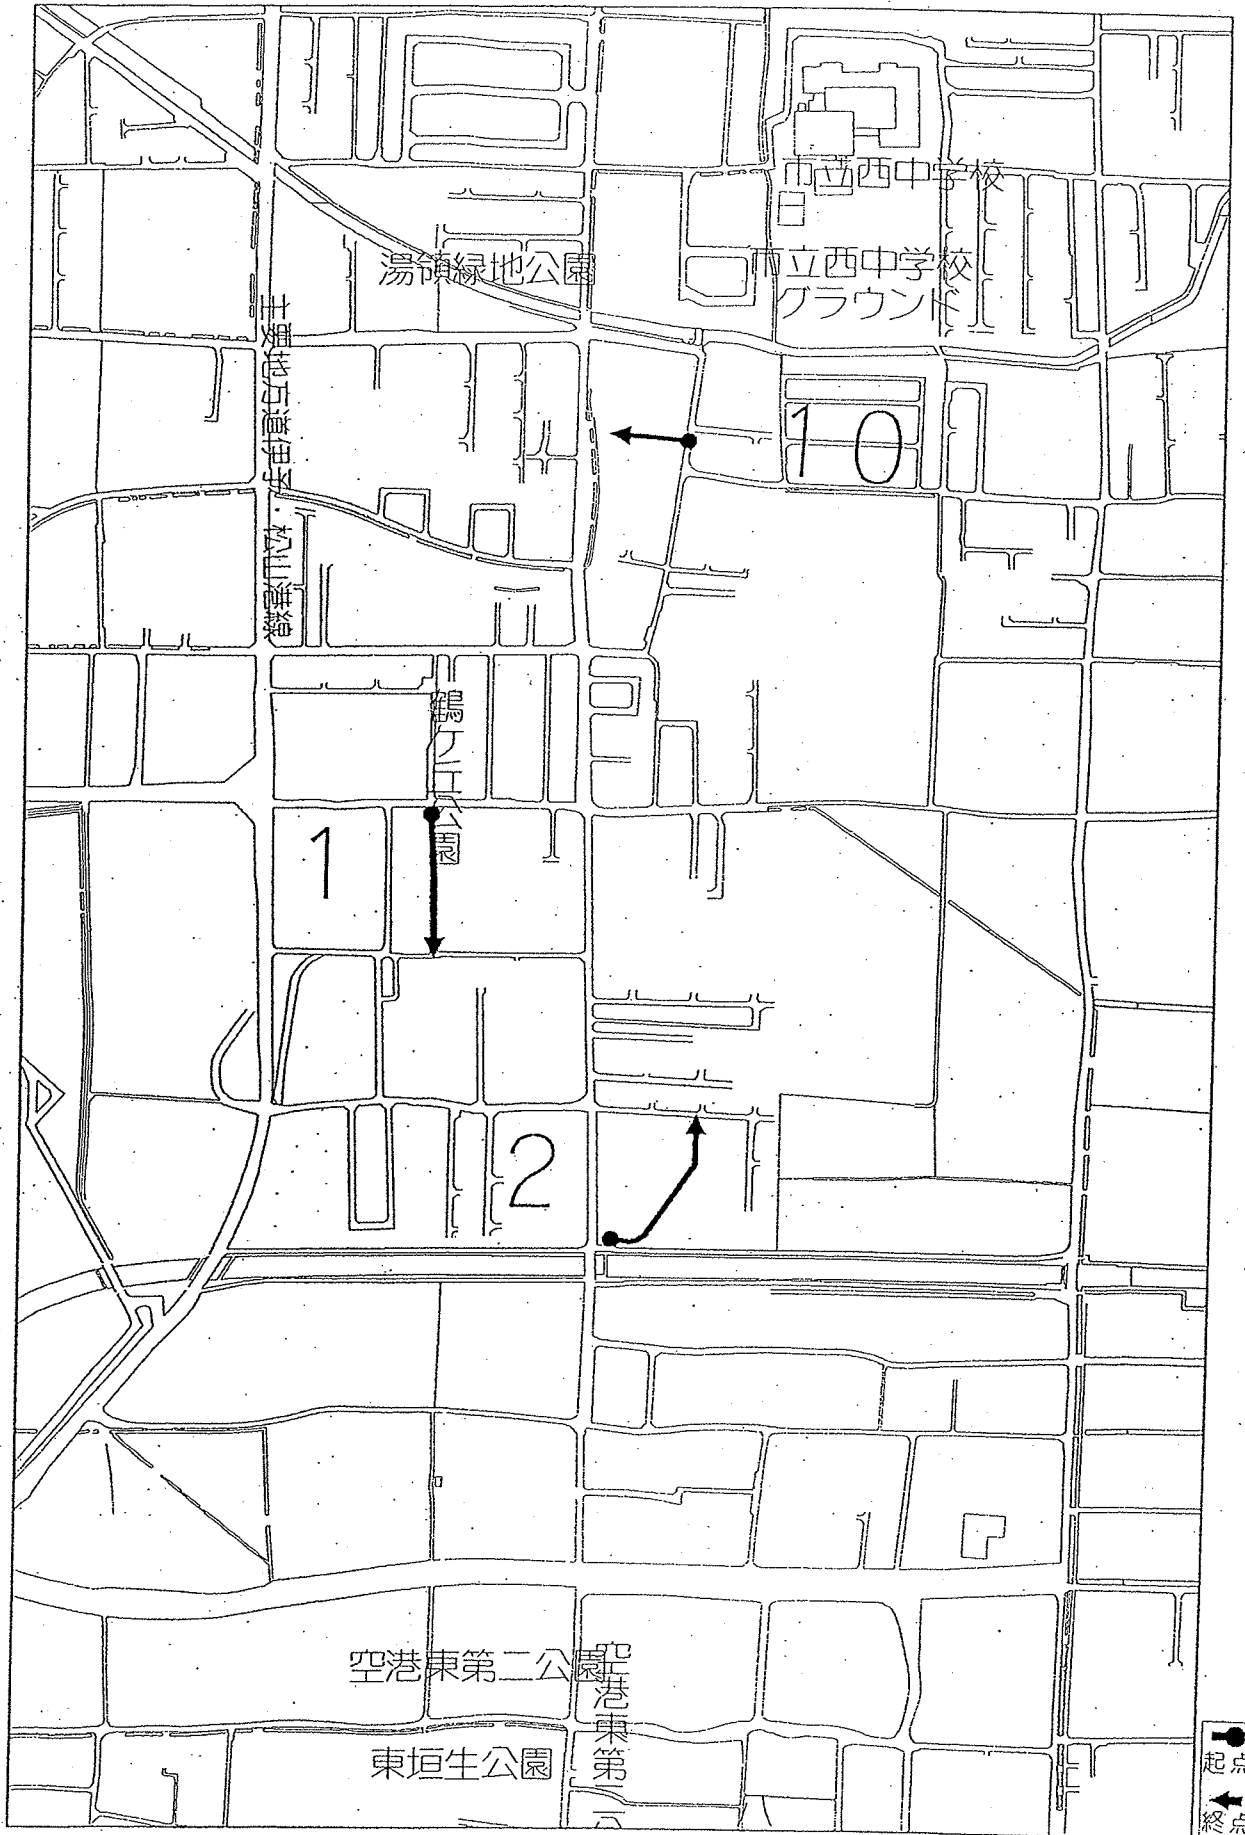 市立西中学校
湯領緑地公園
市立西中学校
グラウンド
主要地方道伊予・松山港線
10
鶴ケ丘公園
1
2
空港東第二公園
空港東第二公
東垣生公園
起点
終点